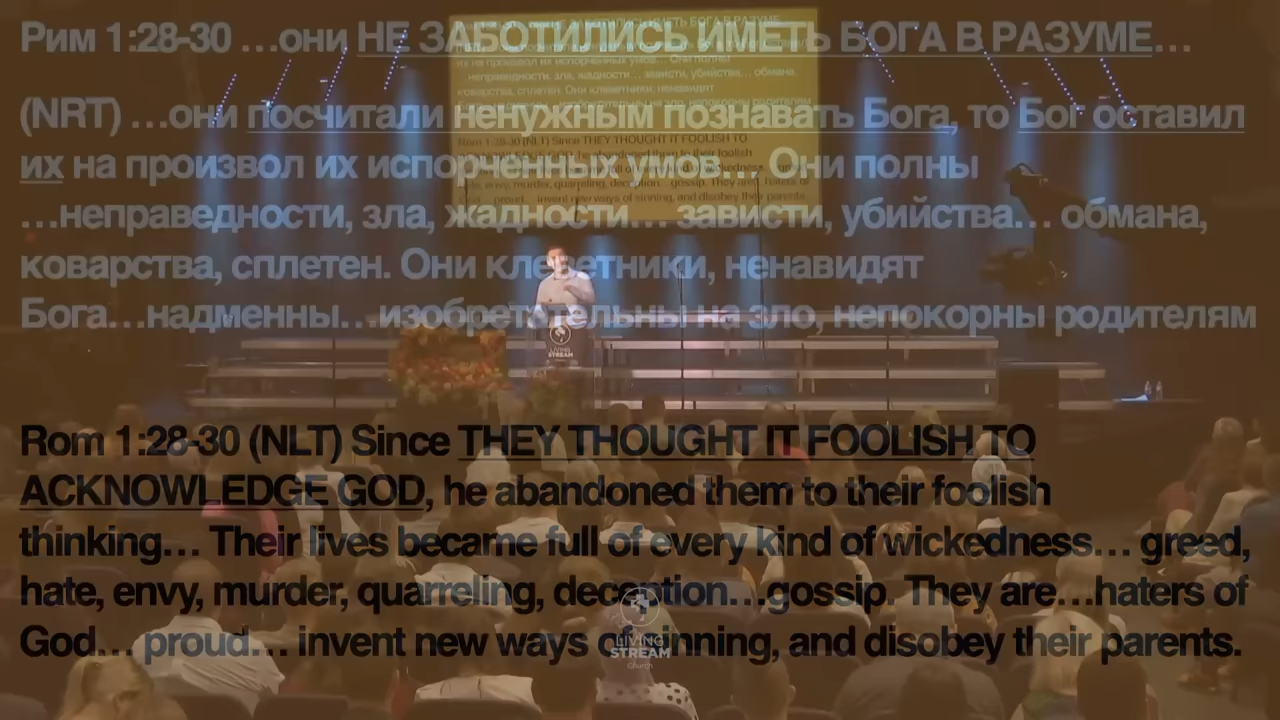 Рим 1:28-30 …они НЕ ЗАБОТИЛИСЬ ИМЕТЬ БОГА В РАЗУМЕ…
(NRT) …они посчитали ненужным познавать Бога, то Бог оставил
их на произвол их испорченных умов… Они полны
…неправедности, зла, жадности… зависти, убийства… обмана,
коварства, сплетен. Они клеветники, ненавидят
Бога…надменны…изобретательны на зло, непокорны родителям
Rom 1:28-30 (NLT) Since THEY THOUGHT IT FOOLISH TO
ACKNOWLEDGE GOD, he abandoned them to their foolish
thinking… Their lives became full of every kind of wickedness… greed,
hate, envy, murder, quarreling, deception…gossip. They are…haters of
God… proud… invent new ways of sinning, and disobey their parents.
LIVING
STREAM
LIVING
STREAM
Church